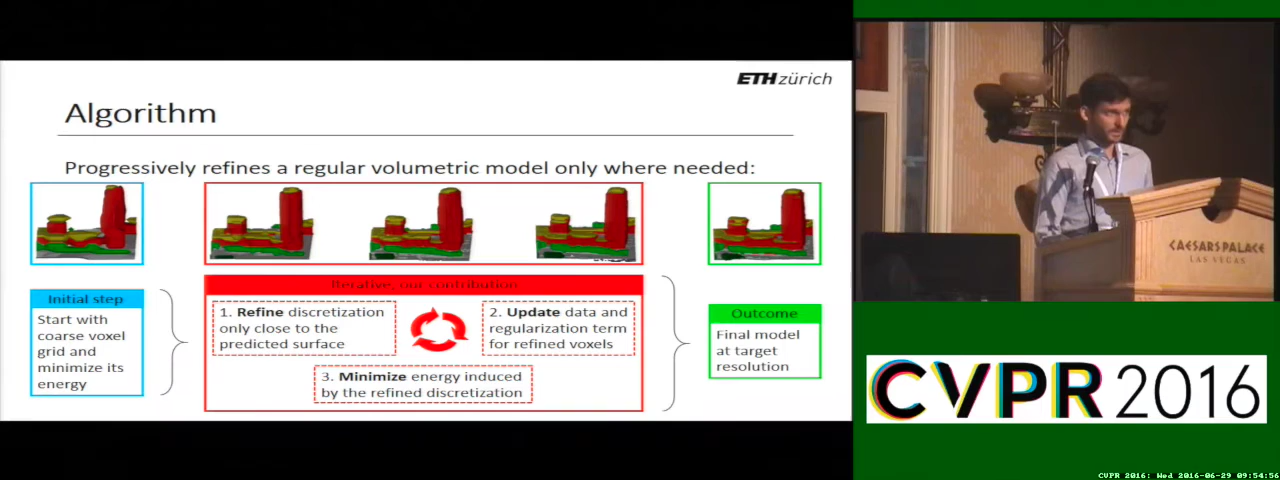 ETH zürich
Algorithm
Progressively refines a regular volumetric model only where needed:
Initial step
Start with
coarse voxel
grid and
minimize its
energy
Iterative, our contribution
1. Refine discretization
only close to the
predicted surface
2. Update data and
regularization term
for refined voxels
3. Minimize energy induced
by the refined discretization
Outcome
Final model
at target
resolution
CAESARS PALACE
LAS VEGAS
CVPR 2016
CVPR 2016: Wed 2016-06-29 09:54:56